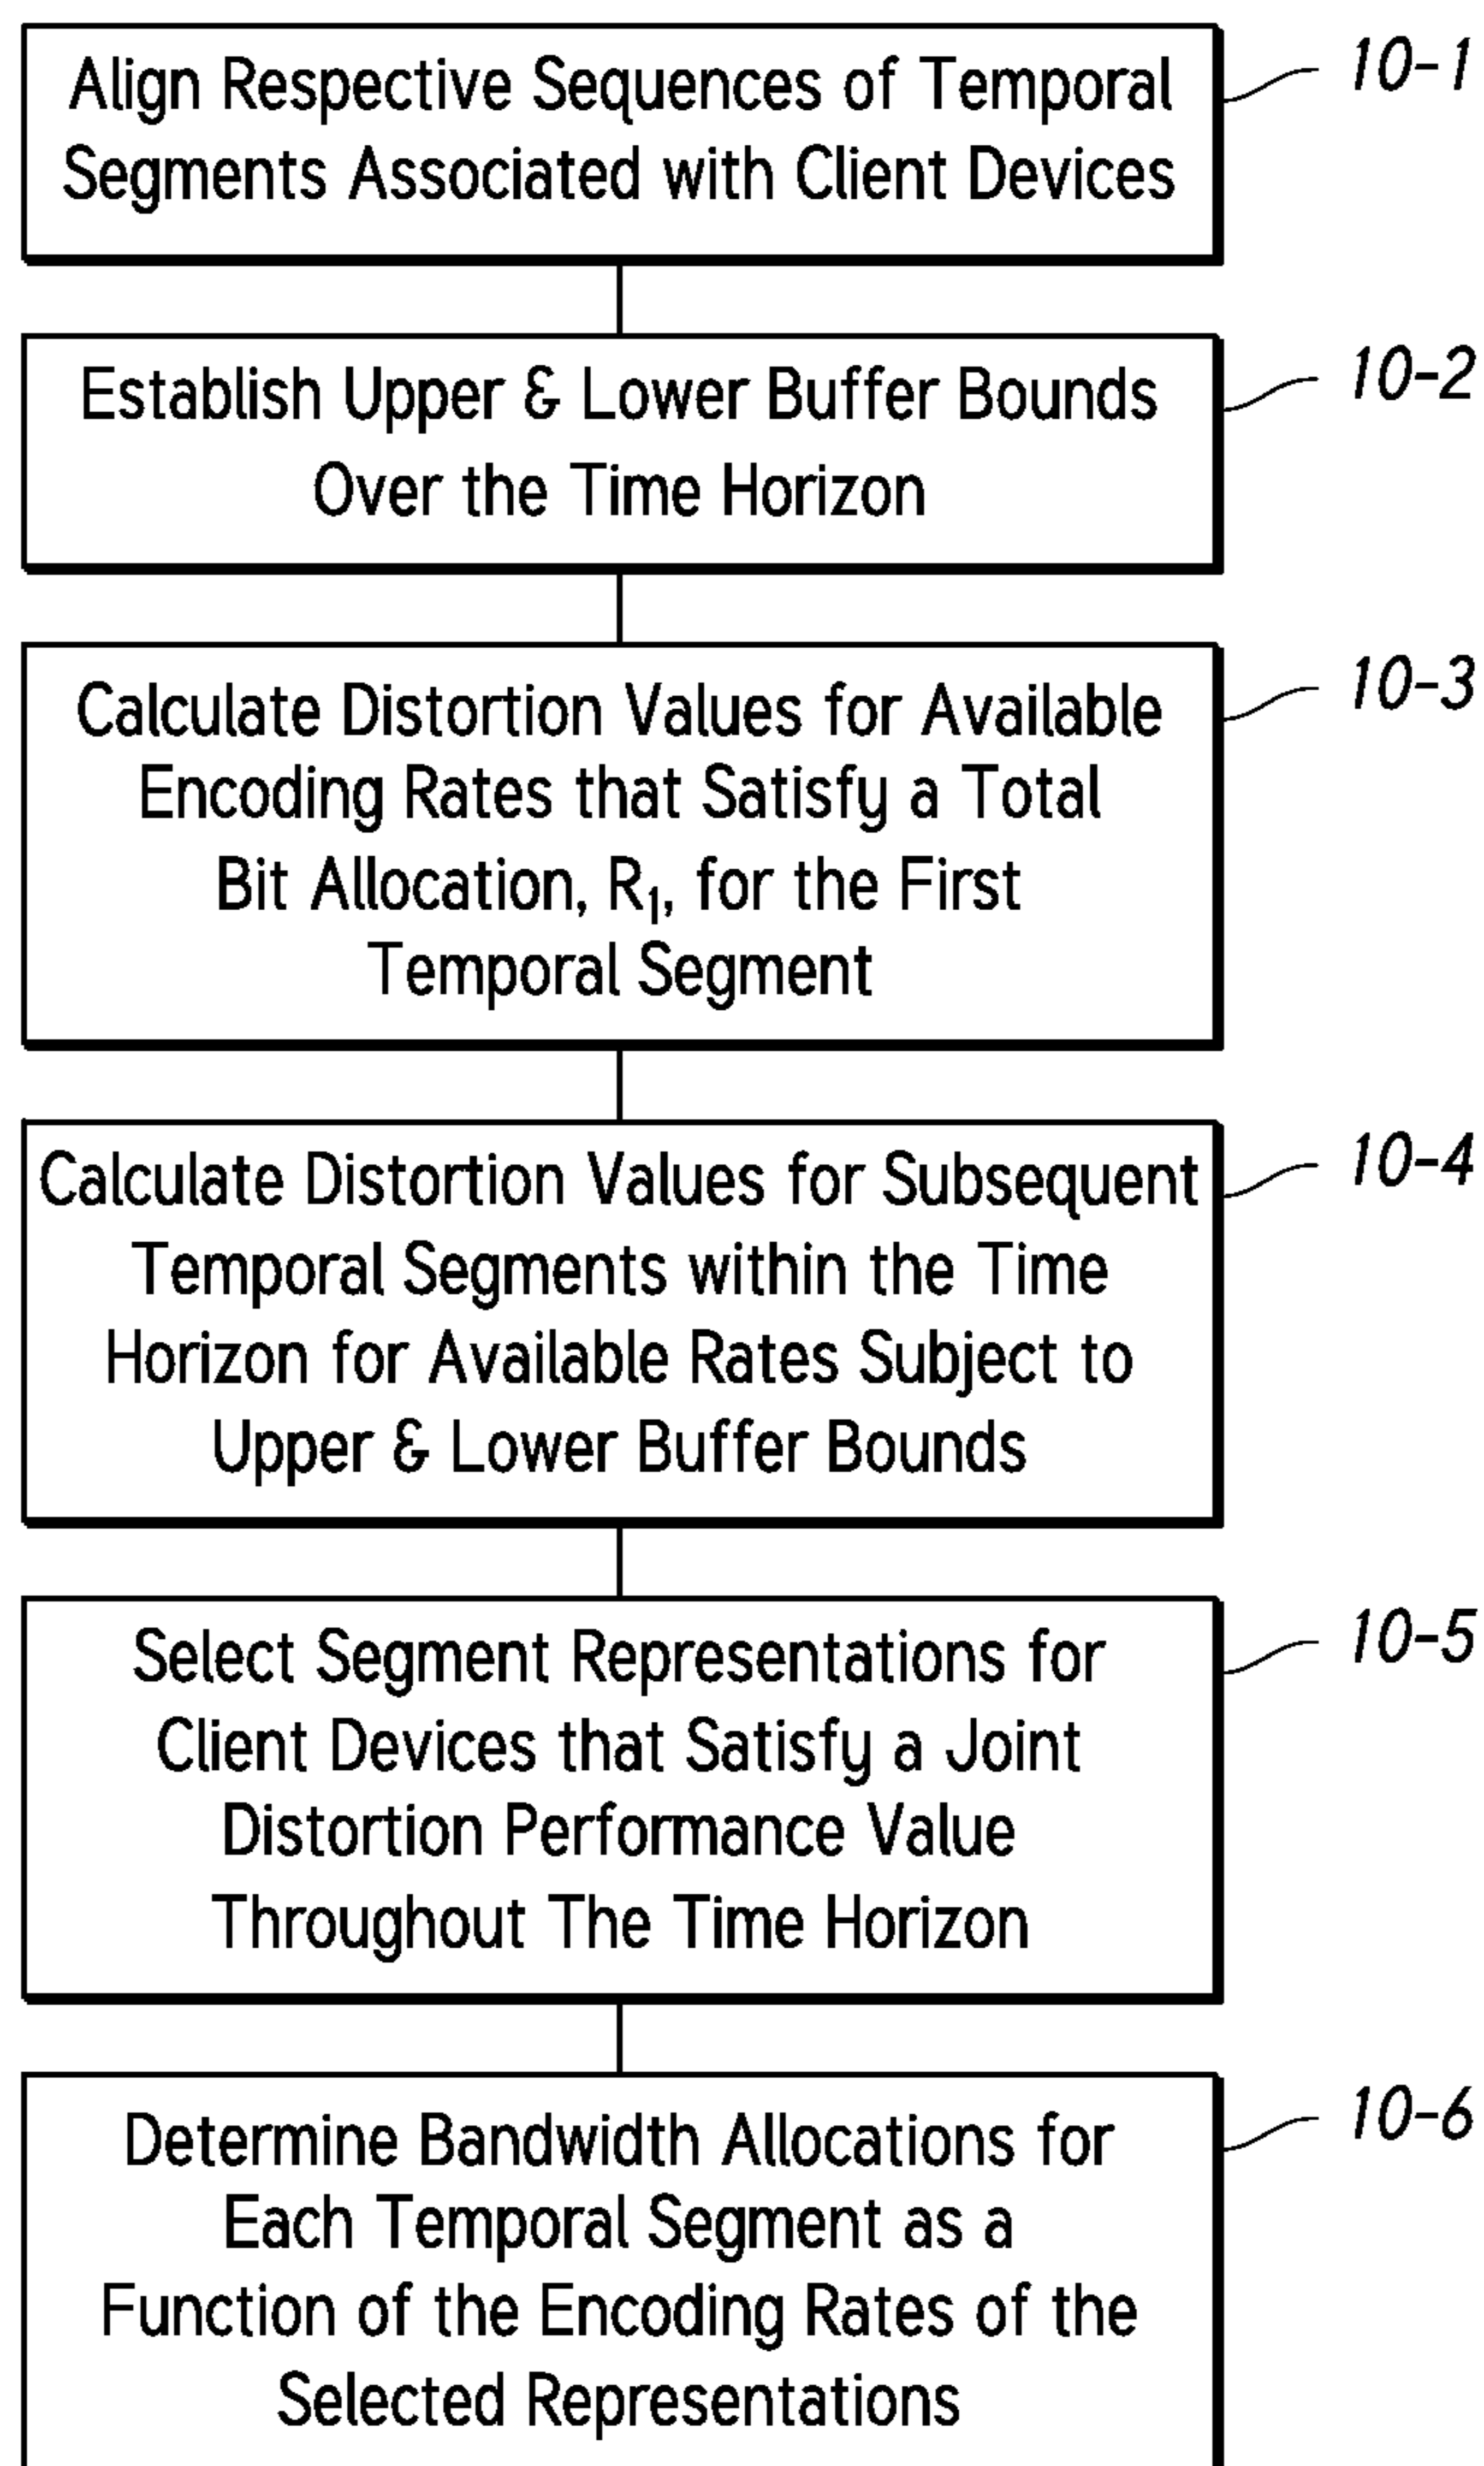 Align Respective Sequences of Temporal
Segments Associated with Client Devices
10-1
Establish Upper & Lower Buffer Bounds
Over the Time Horizon
10-2
Calculate Distortion Values for Available
Encoding Rates that Satisfy a Total
Bit Allocation, R₁, for the First
Temporal Segment
10-3
Calculate Distortion Values for Subsequent
Temporal Segments within the Time
Horizon for Available Rates Subject to
Upper & Lower Buffer Bounds
10-4
Select Segment Representations for
Client Devices that Satisfy a Joint
Distortion Performance Value
Throughout The Time Horizon
10-5
Determine Bandwidth Allocations for
Each Temporal Segment as a
Function of the Encoding Rates of the
Selected Representations
10-6